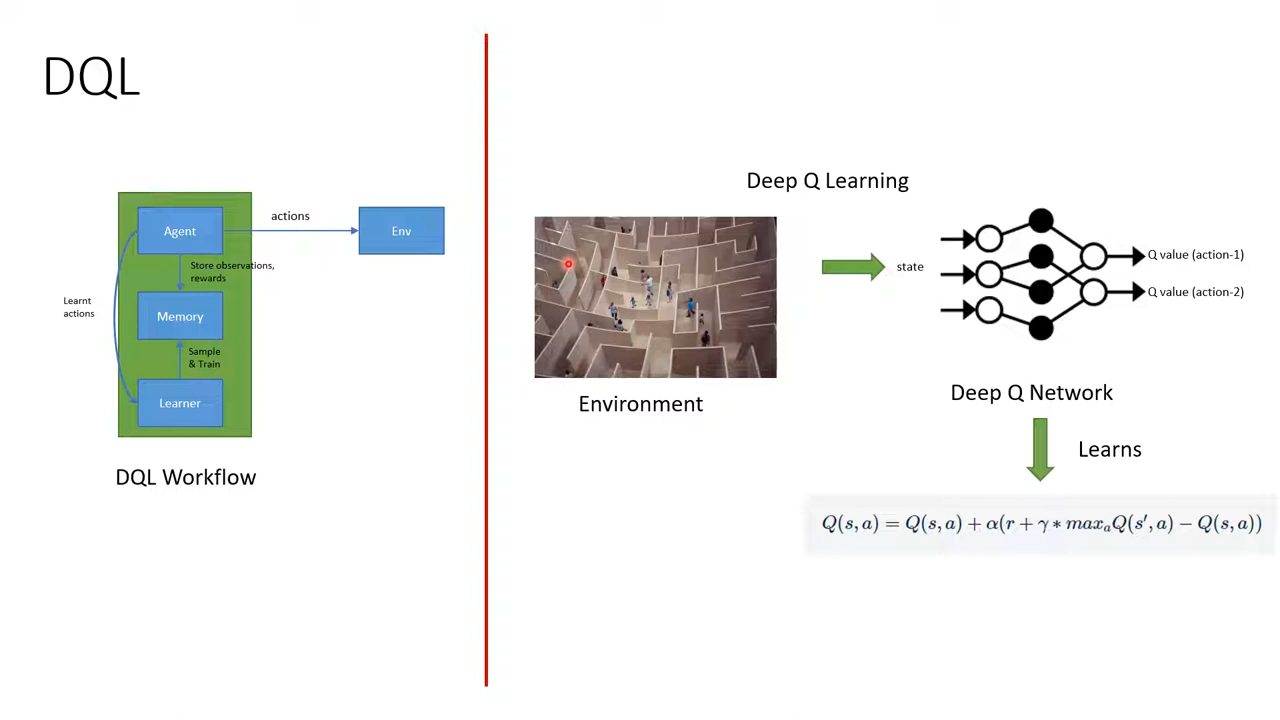 DQL
Agent
actions
Env
Store observations,
rewards
Learnt
actions
Memory
Sample
& Train
Learner
DQL Workflow
Deep Q Learning
state
Q value (action-1)
Q value (action-2)
Environment
Deep Q Network
Learns
Q(s, a) = Q(s, a) + α(r + γ * maxₐQ(s′, a) − Q(s, a))